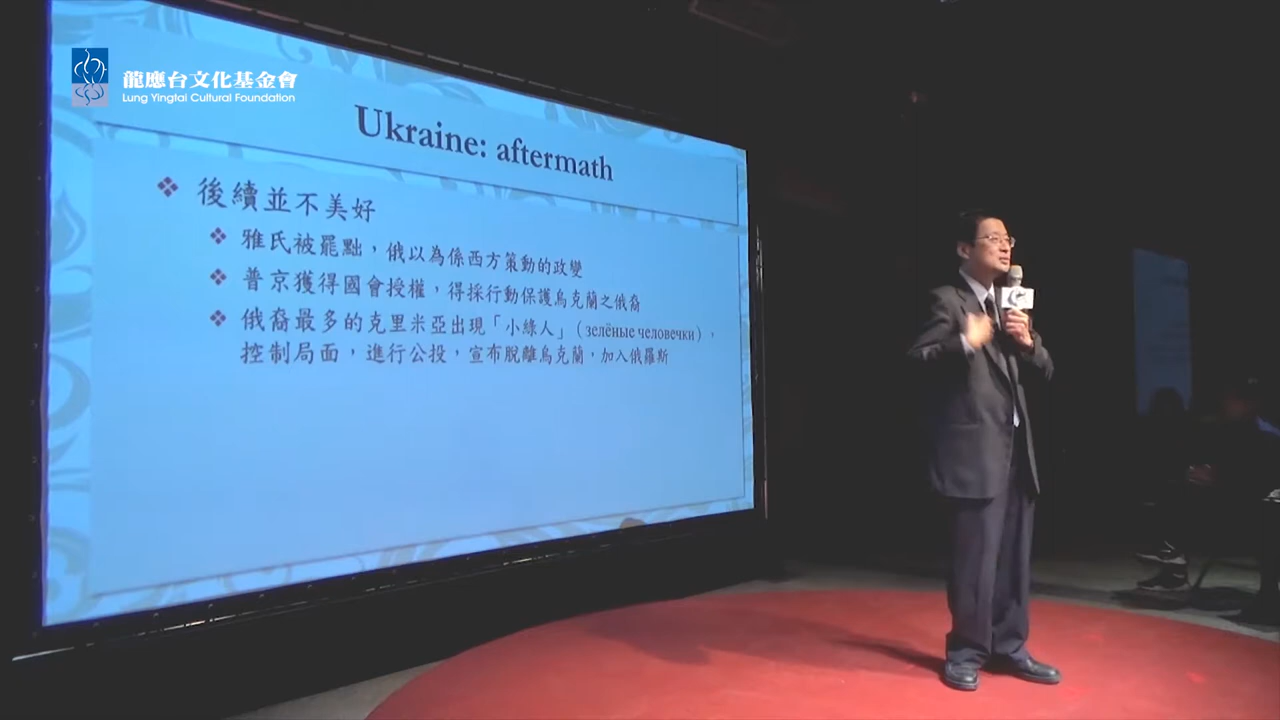 龍應台文化基金會
Lung Yingtai Cultural Foundation
Ukraine: aftermath
後續並不美好
雅氏被罷黜，俄以為係西方策動的政變
普京獲得國會授權，得採行動保護烏克蘭之俄裔
俄裔最多的克里米亞出現「小綠人」（зелёные человечки），
控制局面，進行公投，宣布脫離烏克蘭，加入俄羅斯